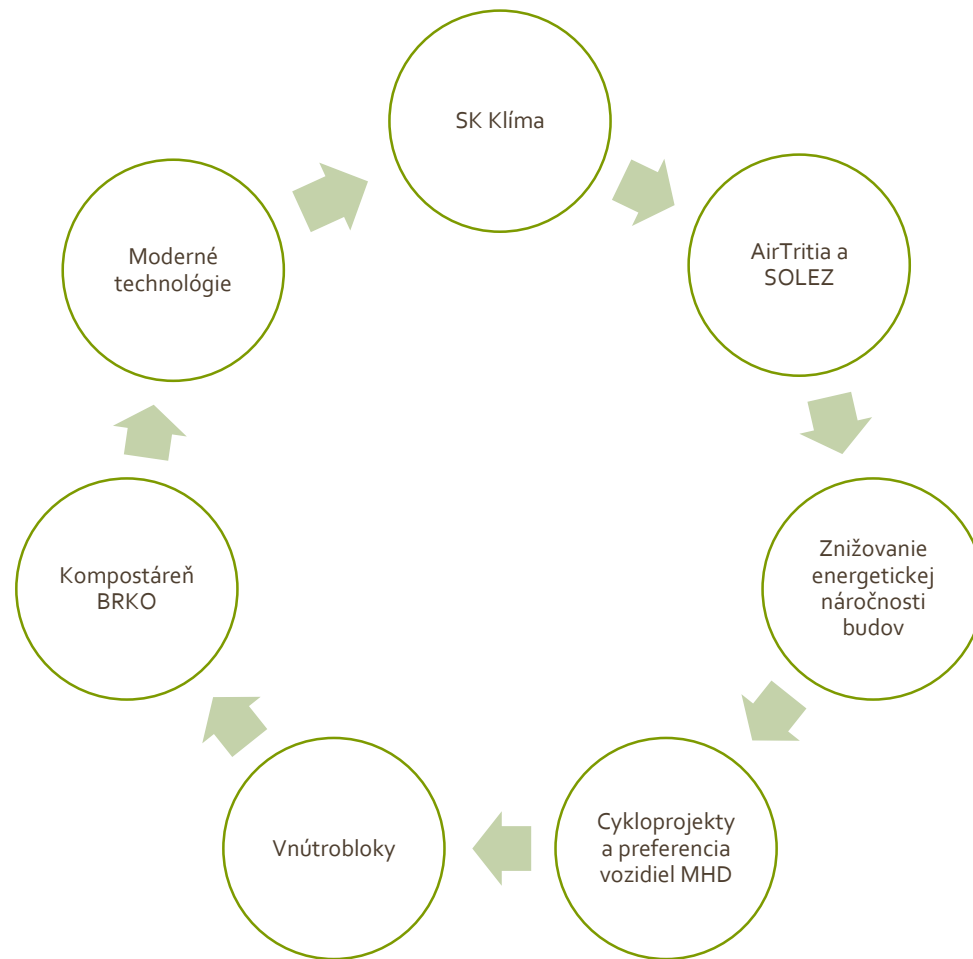 SK Klíma
AirTritia a
SOLEZ
Znižovanie
energetickej
náročnosti
budov
Cykloprojekty
a preferencia
vozidiel MHD
Vnútrobloky
Kompostáreň
BRKO
Moderné
technológie